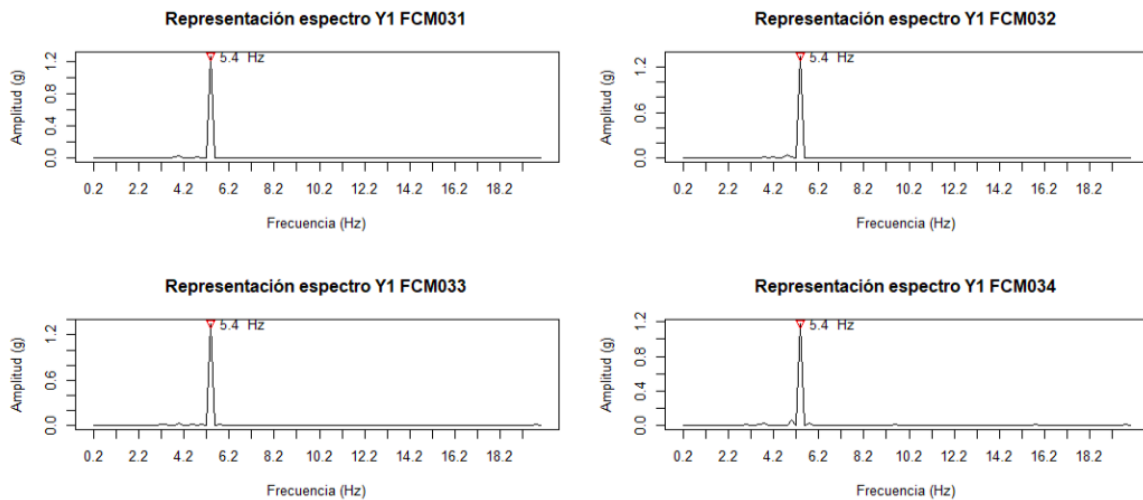 Representación espectro Y1 FCM031
Amplitud (g)
0.0 0.4 0.8 1.2
5.4 Hz
0.2 2.2 4.2 6.2 8.2 10.2 12.2 14.2 16.2 18.2
Frecuencia (Hz)
Representación espectro Y1 FCM032
Amplitud (g)
0.0 0.6 1.2
5.4 Hz
0.2 2.2 4.2 6.2 8.2 10.2 12.2 14.2 16.2 18.2
Frecuencia (Hz)
Representación espectro Y1 FCM033
Amplitud (g)
0.0 0.6 1.2
5.4 Hz
0.2 2.2 4.2 6.2 8.2 10.2 12.2 14.2 16.2 18.2
Frecuencia (Hz)
Representación espectro Y1 FCM034
Amplitud (g)
0.0 0.4 0.8 1.2
5.4 Hz
0.2 2.2 4.2 6.2 8.2 10.2 12.2 14.2 16.2 18.2
Frecuencia (Hz)